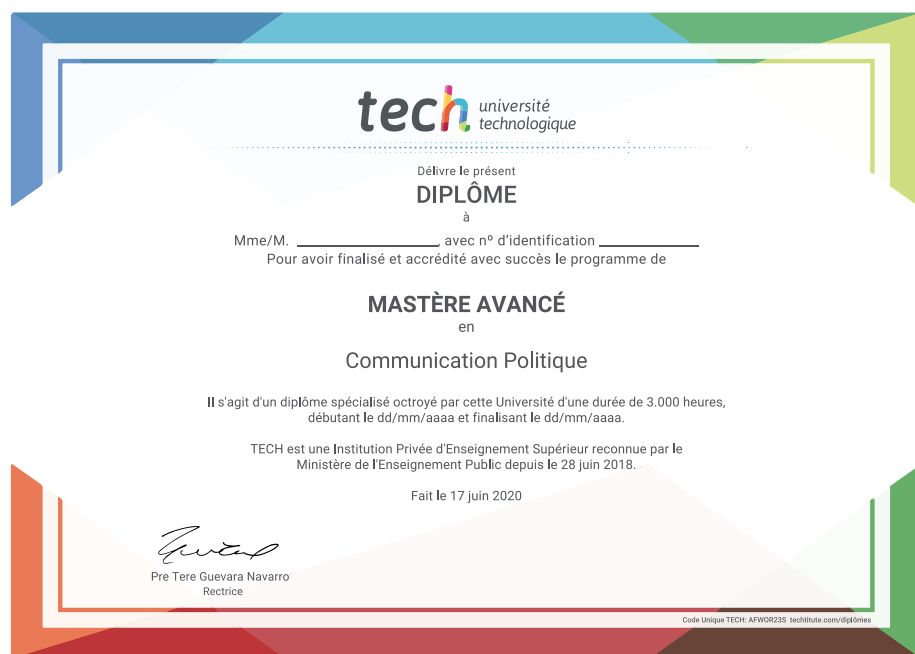 tech université
technologique
Délivre le présent
DIPLÔME
à
Mme/M. ____________________, avec nº d'identification ______________
Pour avoir finalisé et accrédité avec succès le programme de
MASTÈRE AVANCÉ
en
Communication Politique
Il s'agit d'un diplôme spécialisé octroyé par cette Université d'une durée de 3.000 heures,
débutant le dd/mm/aaaa et finalisant le dd/mm/aaaa.
TECH est une Institution Privée d'Enseignement Supérieur reconnue par le
Ministère de l'Enseignement Public depuis le 28 juin 2018.
Fait le 17 juin 2020
Pre Tere Guevara Navarro
Rectrice
Code Unique TECH: AFWOR23S techtitute.com/diplômes